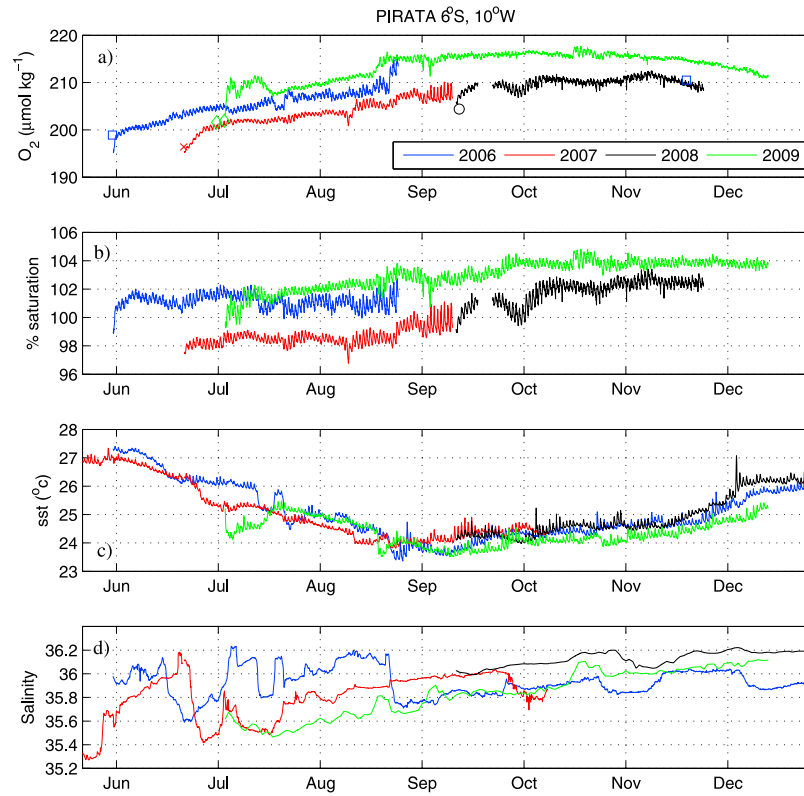 PIRATA 6°S, 10°W
a)
O₂ (μmol kg⁻¹)
220
210
200
190
2006
2007
2008
2009
Jun Jul Aug Sep Oct Nov Dec
b)
% saturation
106
104
102
100
98
96
94
Jun Jul Aug Sep Oct Nov Dec
sst (°c)
28
27
26
25
24
23
c)
Jun Jul Aug Sep Oct Nov Dec
d)
Salinity
36.2
36
35.8
35.6
35.4
35.2
Jun Jul Aug Sep Oct Nov Dec